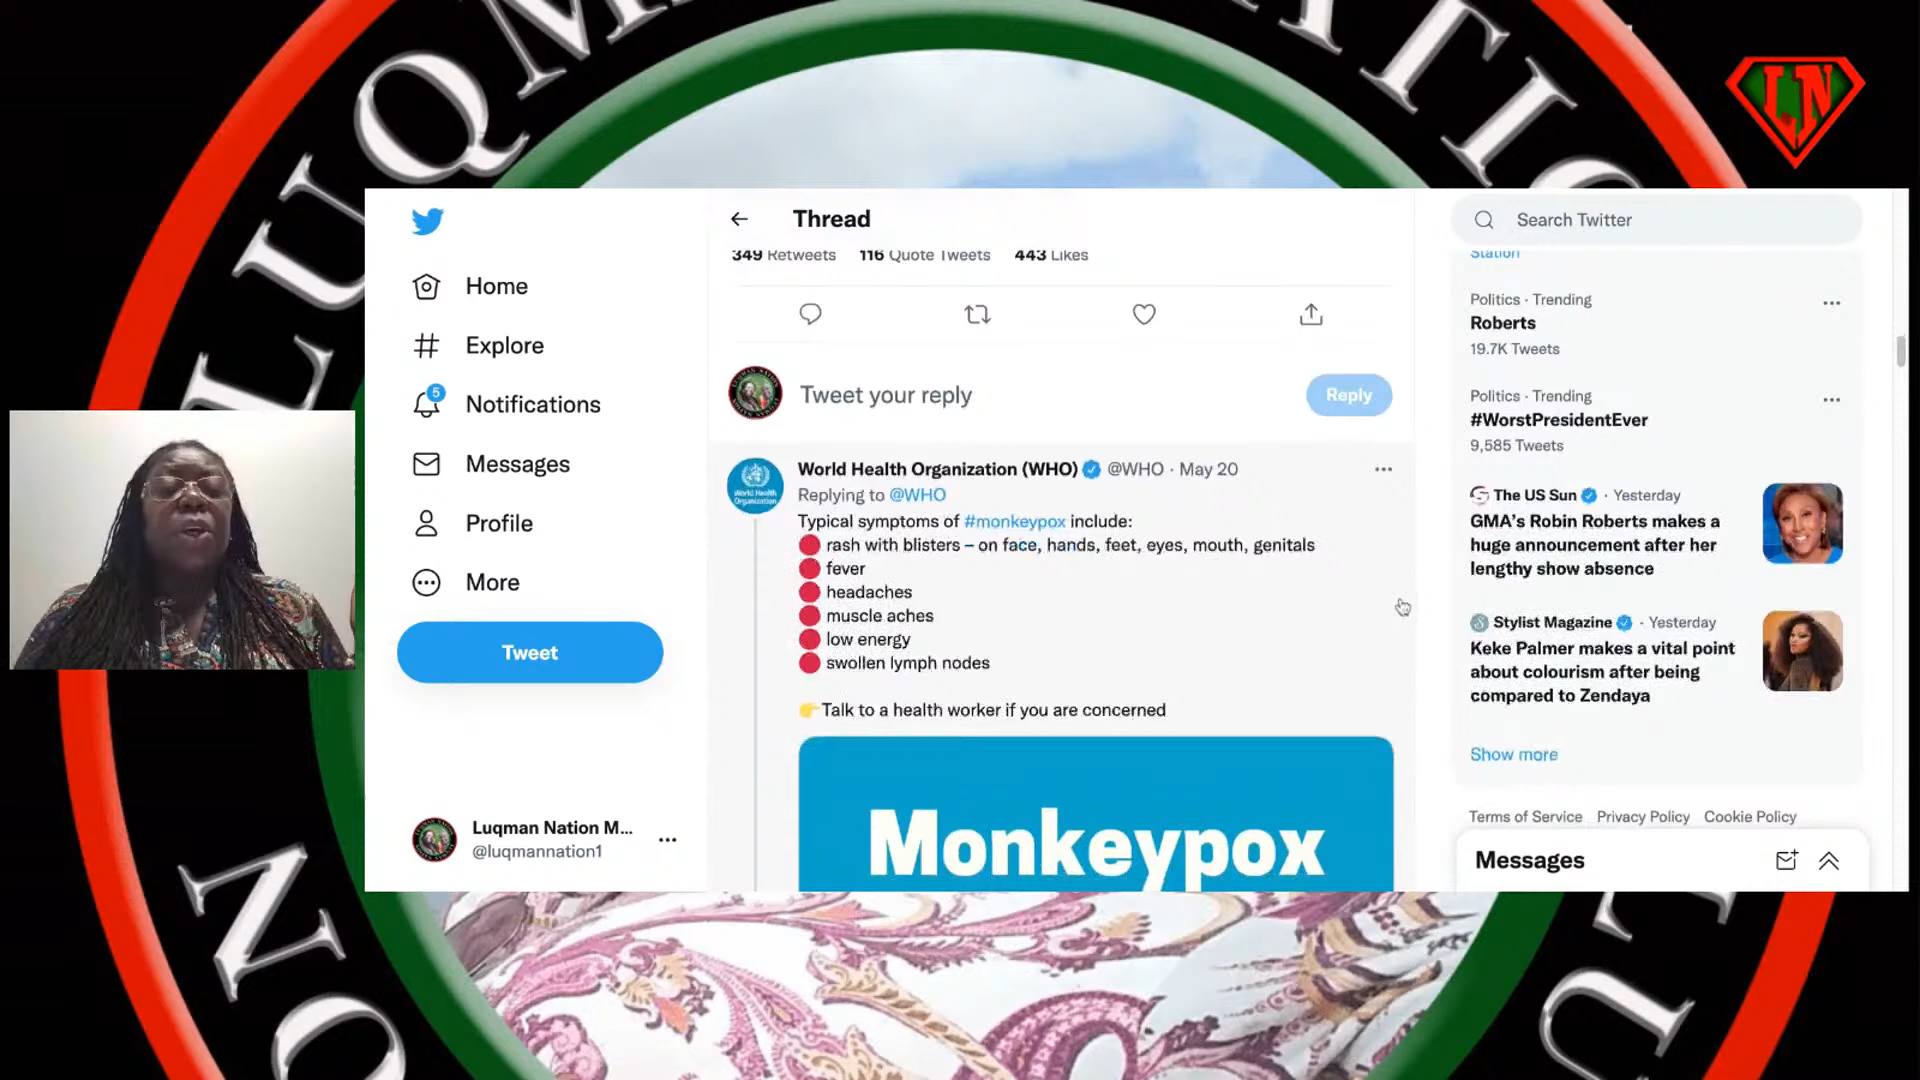 LUQM
LN
Thread
349 Retweets 116 Quote Tweets 443 Likes
Home
Explore
5
Notifications
Messages
Profile
More
Tweet
Luqman Nation M...
@luqmannation1
Tweet your reply
Reply
World Health Organization (WHO) @WHO · May 20
Replying to @WHO
Typical symptoms of #monkeypox include:
rash with blisters – on face, hands, feet, eyes, mouth, genitals
fever
headaches
muscle aches
low energy
swollen lymph nodes
Talk to a health worker if you are concerned
Monkeypox
Search Twitter
Station
Politics · Trending
Roberts
19.7K Tweets
Politics · Trending
#WorstPresidentEver
9,585 Tweets
The US Sun · Yesterday
GMA's Robin Roberts makes a
huge announcement after her
lengthy show absence
Stylist Magazine · Yesterday
Keke Palmer makes a vital point
about colourism after being
compared to Zendaya
Show more
Terms of Service Privacy Policy Cookie Policy
Messages